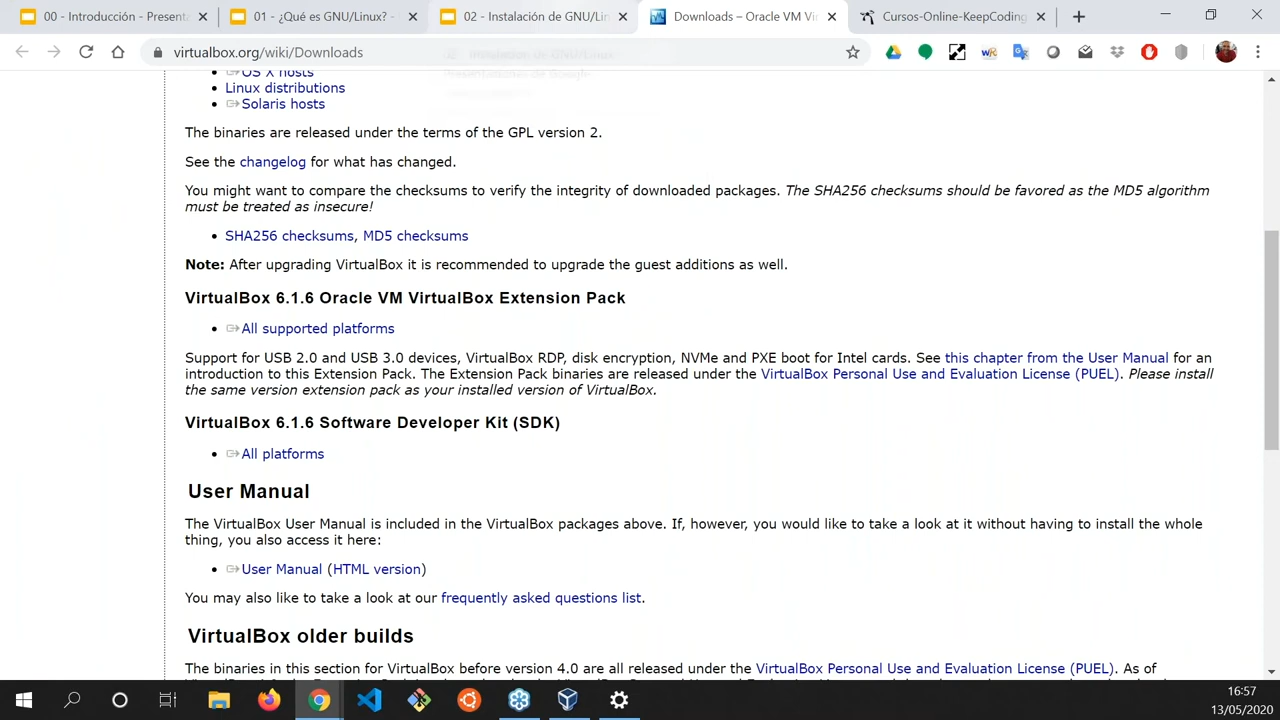 00 - Introducción - Present
01 - ¿Qué es GNU/Linux?
02 - Instalación de GNU/Lin
Downloads – Oracle VM Vi
Cursos-Online-KeepCoding
virtualbox.org/wiki/Downloads
OS X hosts
Linux distributions
Solaris hosts
The binaries are released under the terms of the GPL version 2.
See the changelog for what has changed.
You might want to compare the checksums to verify the integrity of downloaded packages. The SHA256 checksums should be favored as the MD5 algorithm
must be treated as insecure!
SHA256 checksums, MD5 checksums
Note: After upgrading VirtualBox it is recommended to upgrade the guest additions as well.
VirtualBox 6.1.6 Oracle VM VirtualBox Extension Pack
All supported platforms
Support for USB 2.0 and USB 3.0 devices, VirtualBox RDP, disk encryption, NVMe and PXE boot for Intel cards. See this chapter from the User Manual for an
introduction to this Extension Pack. The Extension Pack binaries are released under the VirtualBox Personal Use and Evaluation License (PUEL). Please install
the same version extension pack as your installed version of VirtualBox.
VirtualBox 6.1.6 Software Developer Kit (SDK)
All platforms
User Manual
The VirtualBox User Manual is included in the VirtualBox packages above. If, however, you would like to take a look at it without having to install the whole
thing, you also access it here:
User Manual (HTML version)
You may also like to take a look at our frequently asked questions list.
VirtualBox older builds
The binaries in this section for VirtualBox before version 4.0 are all released under the VirtualBox Personal Use and Evaluation License (PUEL). As of
16:57
13/05/2020